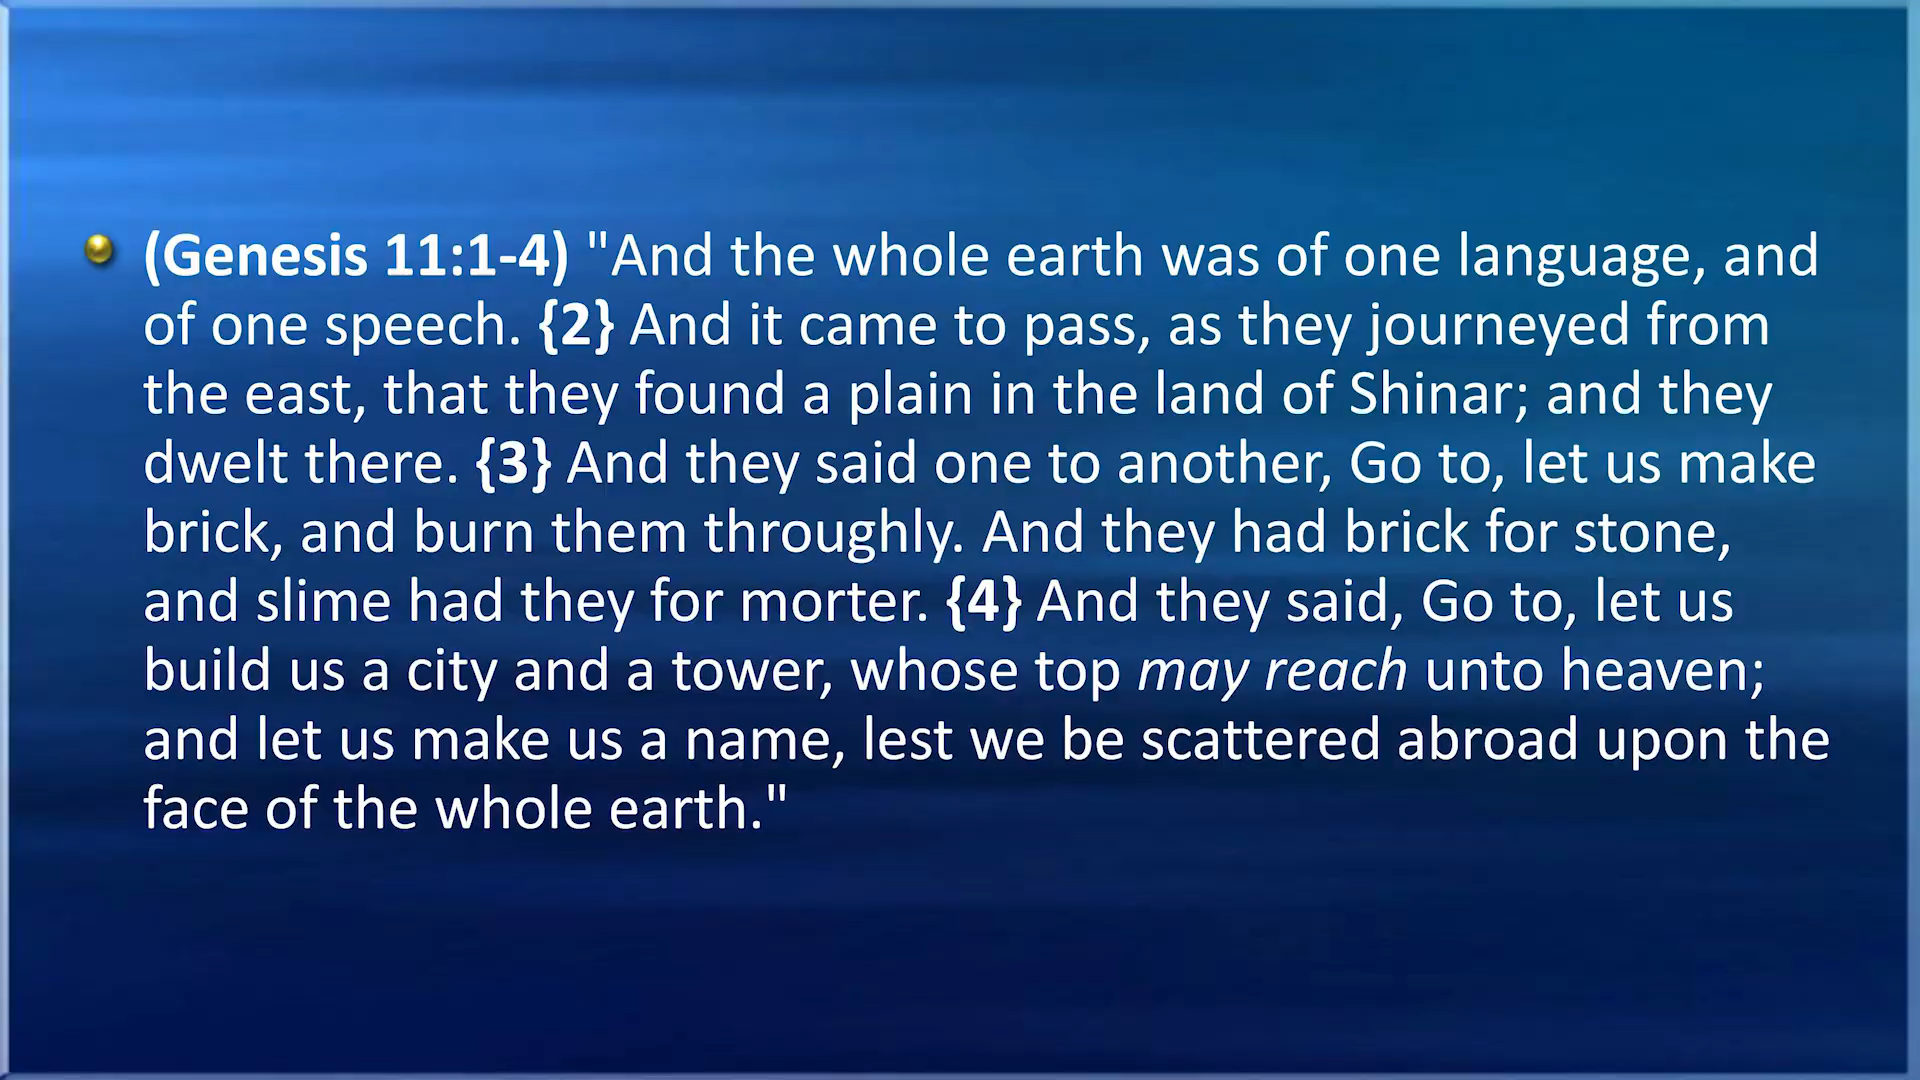 (Genesis 11:1-4) "And the whole earth was of one language, and
of one speech. {2} And it came to pass, as they journeyed from
the east, that they found a plain in the land of Shinar; and they
dwelt there. {3} And they said one to another, Go to, let us make
brick, and burn them throughly. And they had brick for stone,
and slime had they for morter. {4} And they said, Go to, let us
build us a city and a tower, whose top may reach unto heaven;
and let us make us a name, lest we be scattered abroad upon the
face of the whole earth."